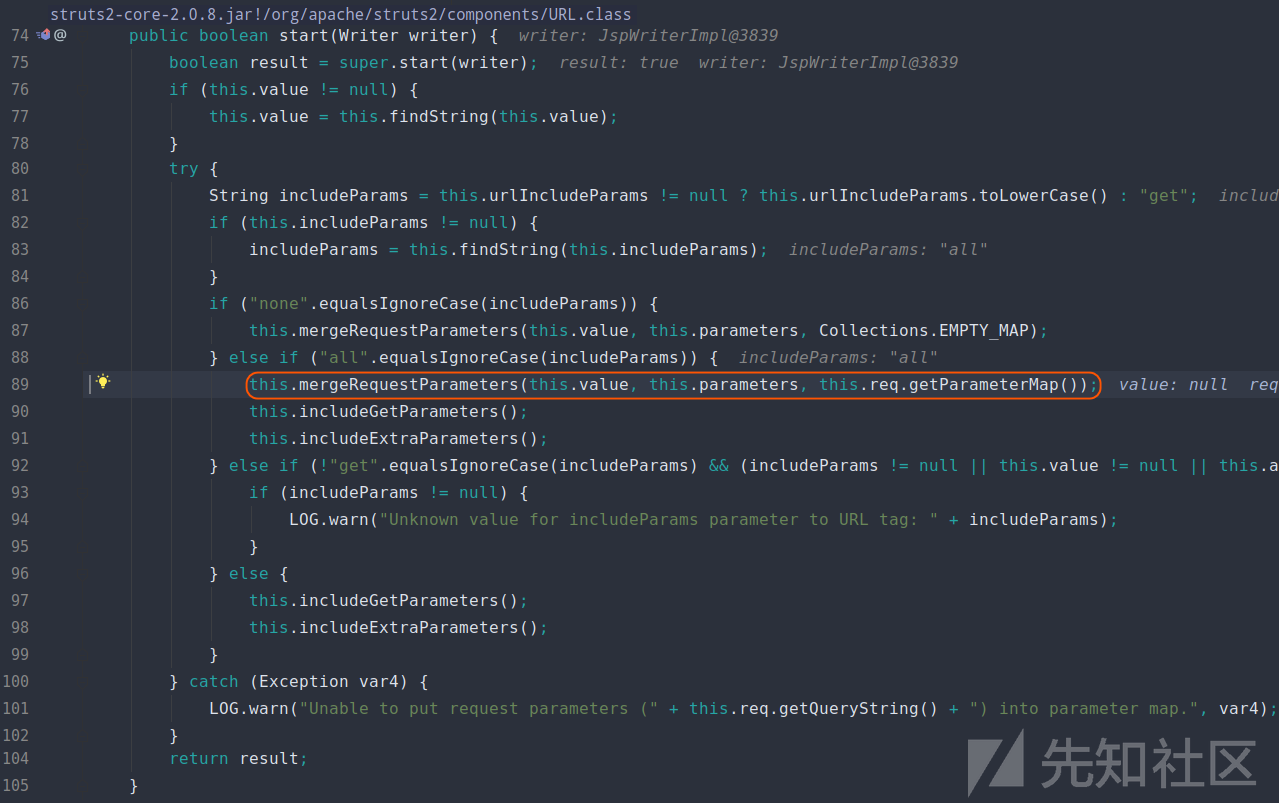 struts2-core-2.0.8.jar!/org/apache/struts2/components/URL.class
74 @ public boolean start(Writer writer) { writer: JspWriterImpl@3839
75 boolean result = super.start(writer); result: true writer: JspWriterImpl@3839
76 if (this.value != null) {
77 this.value = this.findString(this.value);
78 }
80 try {
81 String includeParams = this.urlIncludeParams != null ? this.urlIncludeParams.toLowerCase() : "get"; includ
82 if (this.includeParams != null) {
83 includeParams = this.findString(this.includeParams); includeParams: "all"
84 }
86 if ("none".equalsIgnoreCase(includeParams)) {
87 this.mergeRequestParameters(this.value, this.parameters, Collections.EMPTY_MAP);
88 } else if ("all".equalsIgnoreCase(includeParams)) { includeParams: "all"
89 this.mergeRequestParameters(this.value, this.parameters, this.req.getParameterMap()); value: null req
90 this.includeGetParameters();
91 this.includeExtraParameters();
92 } else if (!"get".equalsIgnoreCase(includeParams) && (includeParams != null || this.value != null || this.a
93 if (includeParams != null) {
94 LOG.warn("Unknown value for includeParams parameter to URL tag: " + includeParams);
95 }
96 } else {
97 this.includeGetParameters();
98 this.includeExtraParameters();
99 }
100 } catch (Exception var4) {
101 LOG.warn("Unable to put request parameters (" + this.req.getQueryString() + ") into parameter map.", var4);
102 }
104 return result;
105 }
先知社区